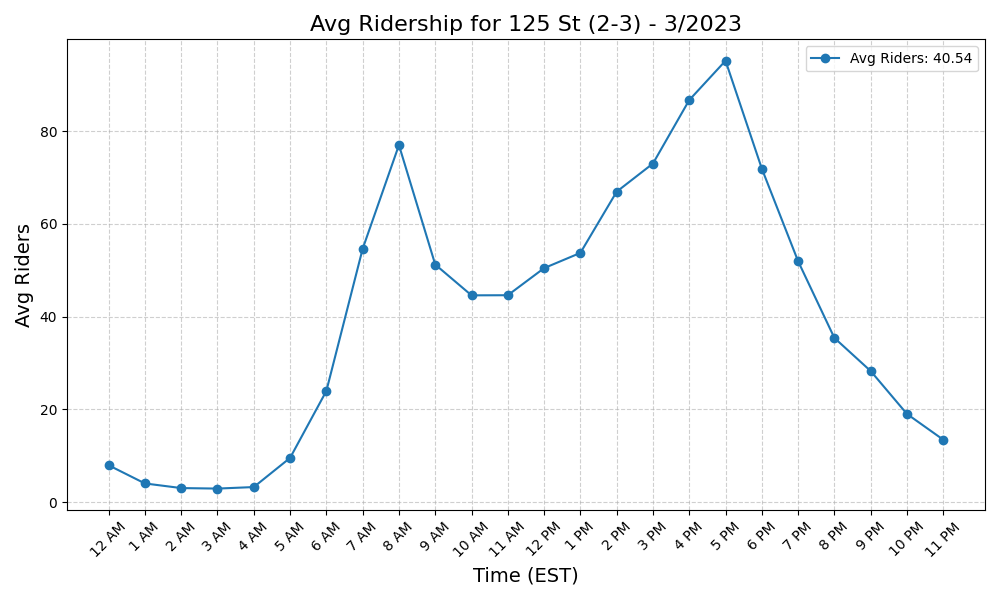 Avg Ridership for 125 St (2-3) - 3/2023
Avg Riders: 40.54
Avg Riders
80
60
40
20
0
12 AM
1 AM
2 AM
3 AM
4 AM
5 AM
6 AM
7 AM
8 AM
9 AM
10 AM
11 AM
12 PM
1 PM
2 PM
3 PM
4 PM
5 PM
6 PM
7 PM
8 PM
9 PM
10 PM
11 PM
Time (EST)